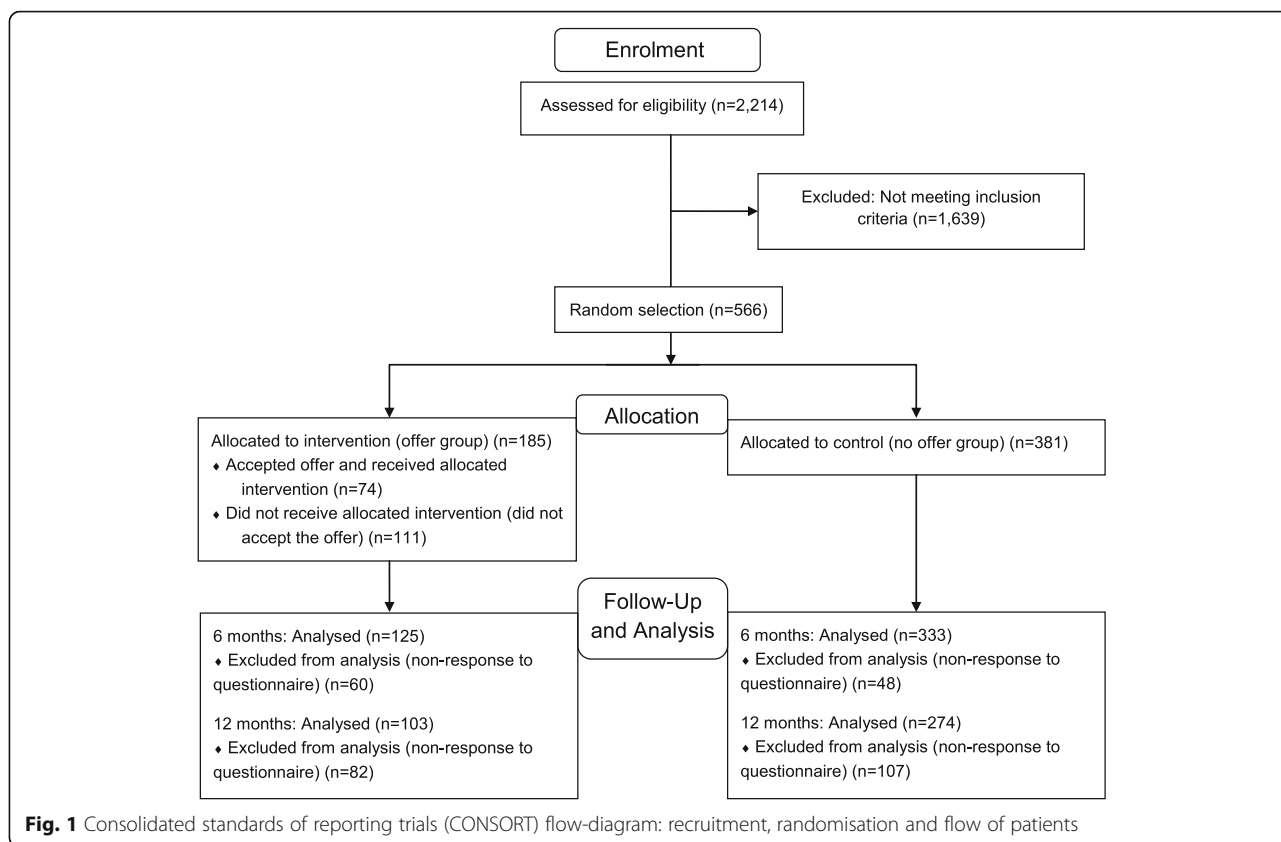 Enrolment
Assessed for eligibility (n=2,214)
Excluded: Not meeting inclusion
criteria (n=1,639)
Random selection (n=566)
Allocation
Allocated to intervention (offer group) (n=185)
♦ Accepted offer and received allocated
intervention (n=74)
♦ Did not receive allocated intervention (did not
accept the offer) (n=111)
Allocated to control (no offer group) (n=381)
Follow-Up
and Analysis
6 months: Analysed (n=125)
♦ Excluded from analysis (non-response to
questionnaire) (n=60)
12 months: Analysed (n=103)
♦ Excluded from analysis (non-response to
questionnaire) (n=82)
6 months: Analysed (n=333)
♦ Excluded from analysis (non-response to
questionnaire) (n=48)
12 months: Analysed (n=274)
♦ Excluded from analysis (non-response to
questionnaire) (n=107)
Fig. 1 Consolidated standards of reporting trials (CONSORT) flow-diagram: recruitment, randomisation and flow of patients